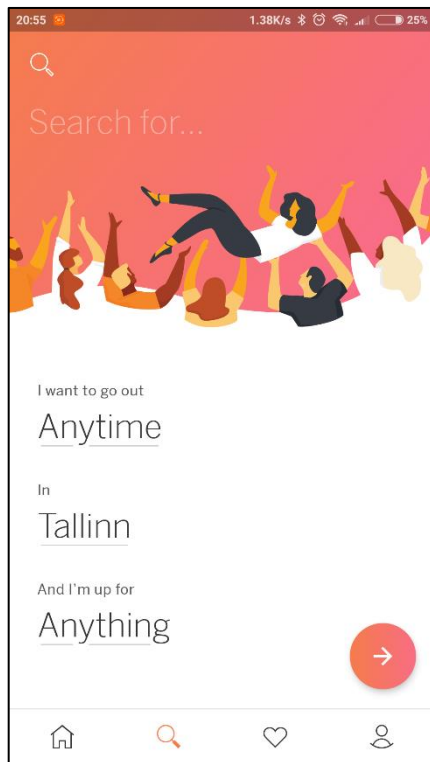 20:55 1.38K/s 25%
Search for...
I want to go out
Anytime
In
Tallinn
And I'm up for
Anything